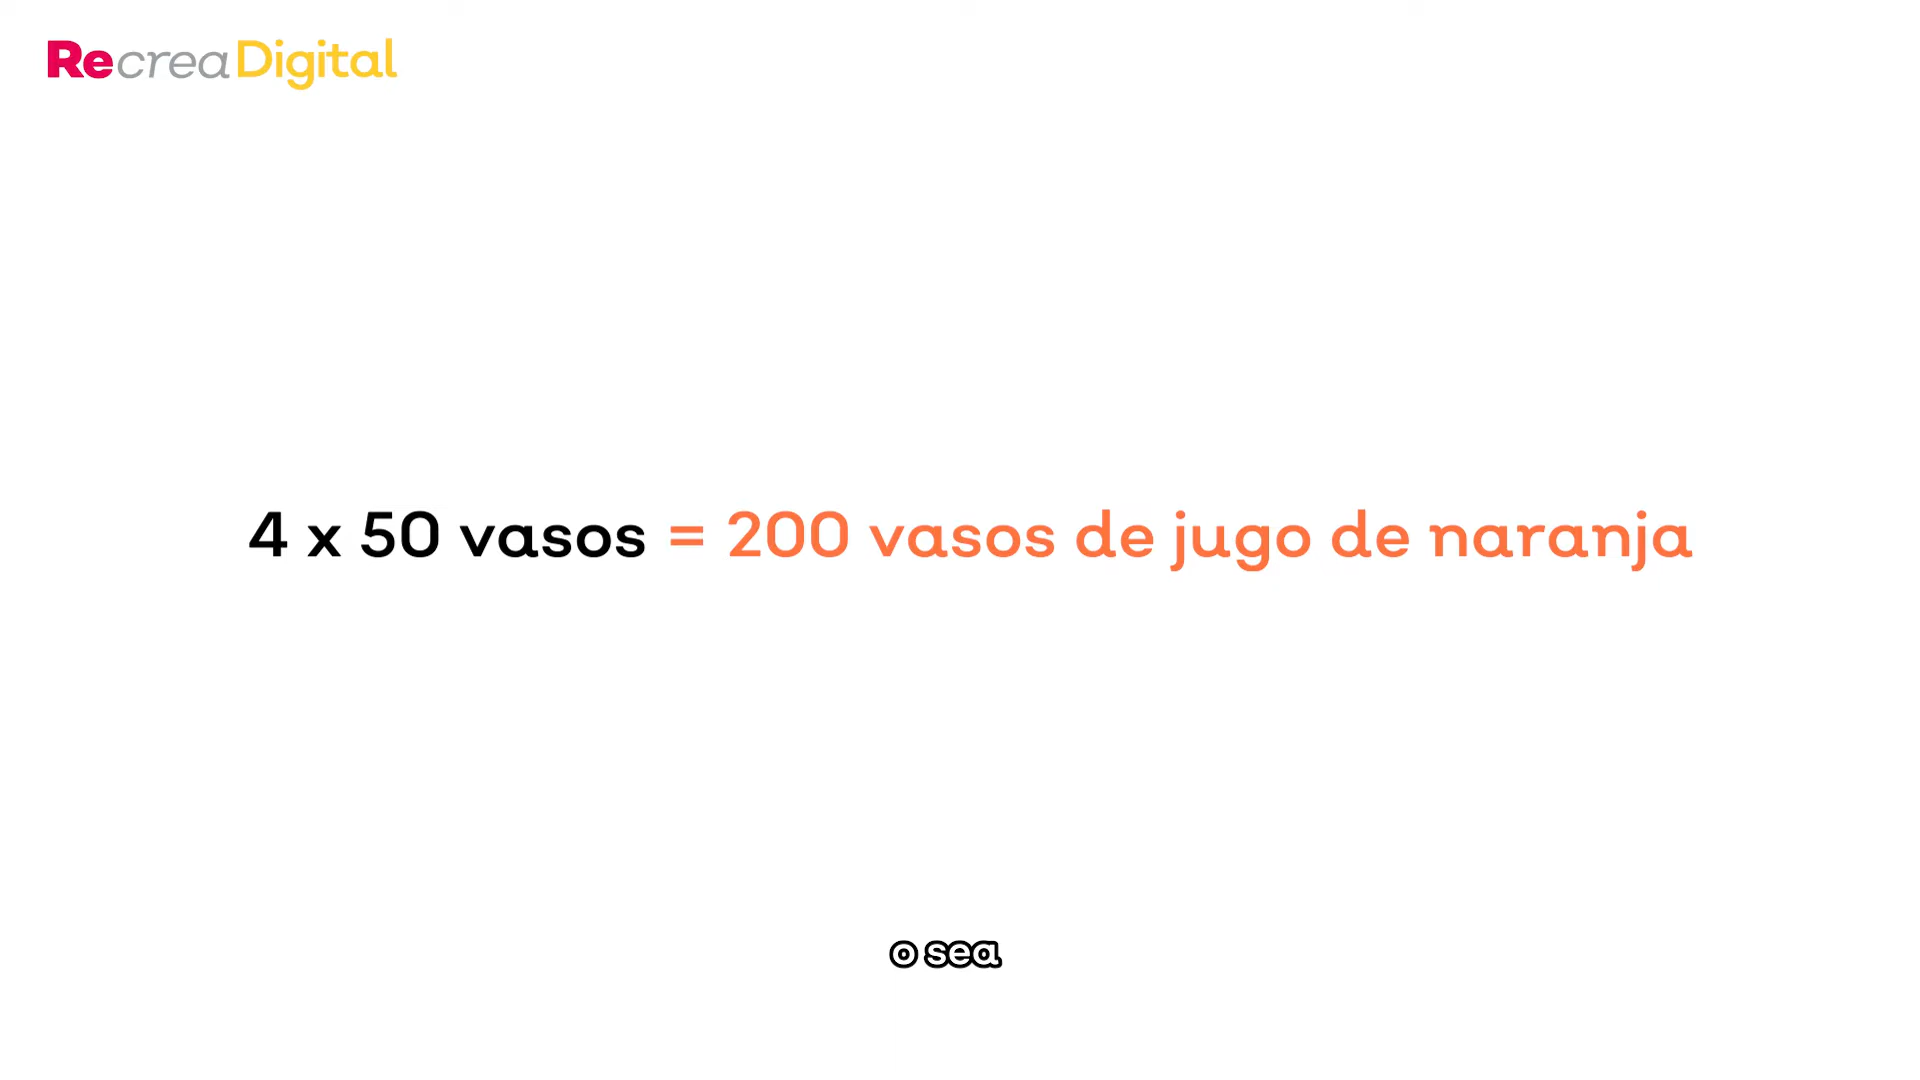 RecreaDigital
4 x 50 vasos = 200 vasos de jugo de naranja
o sea